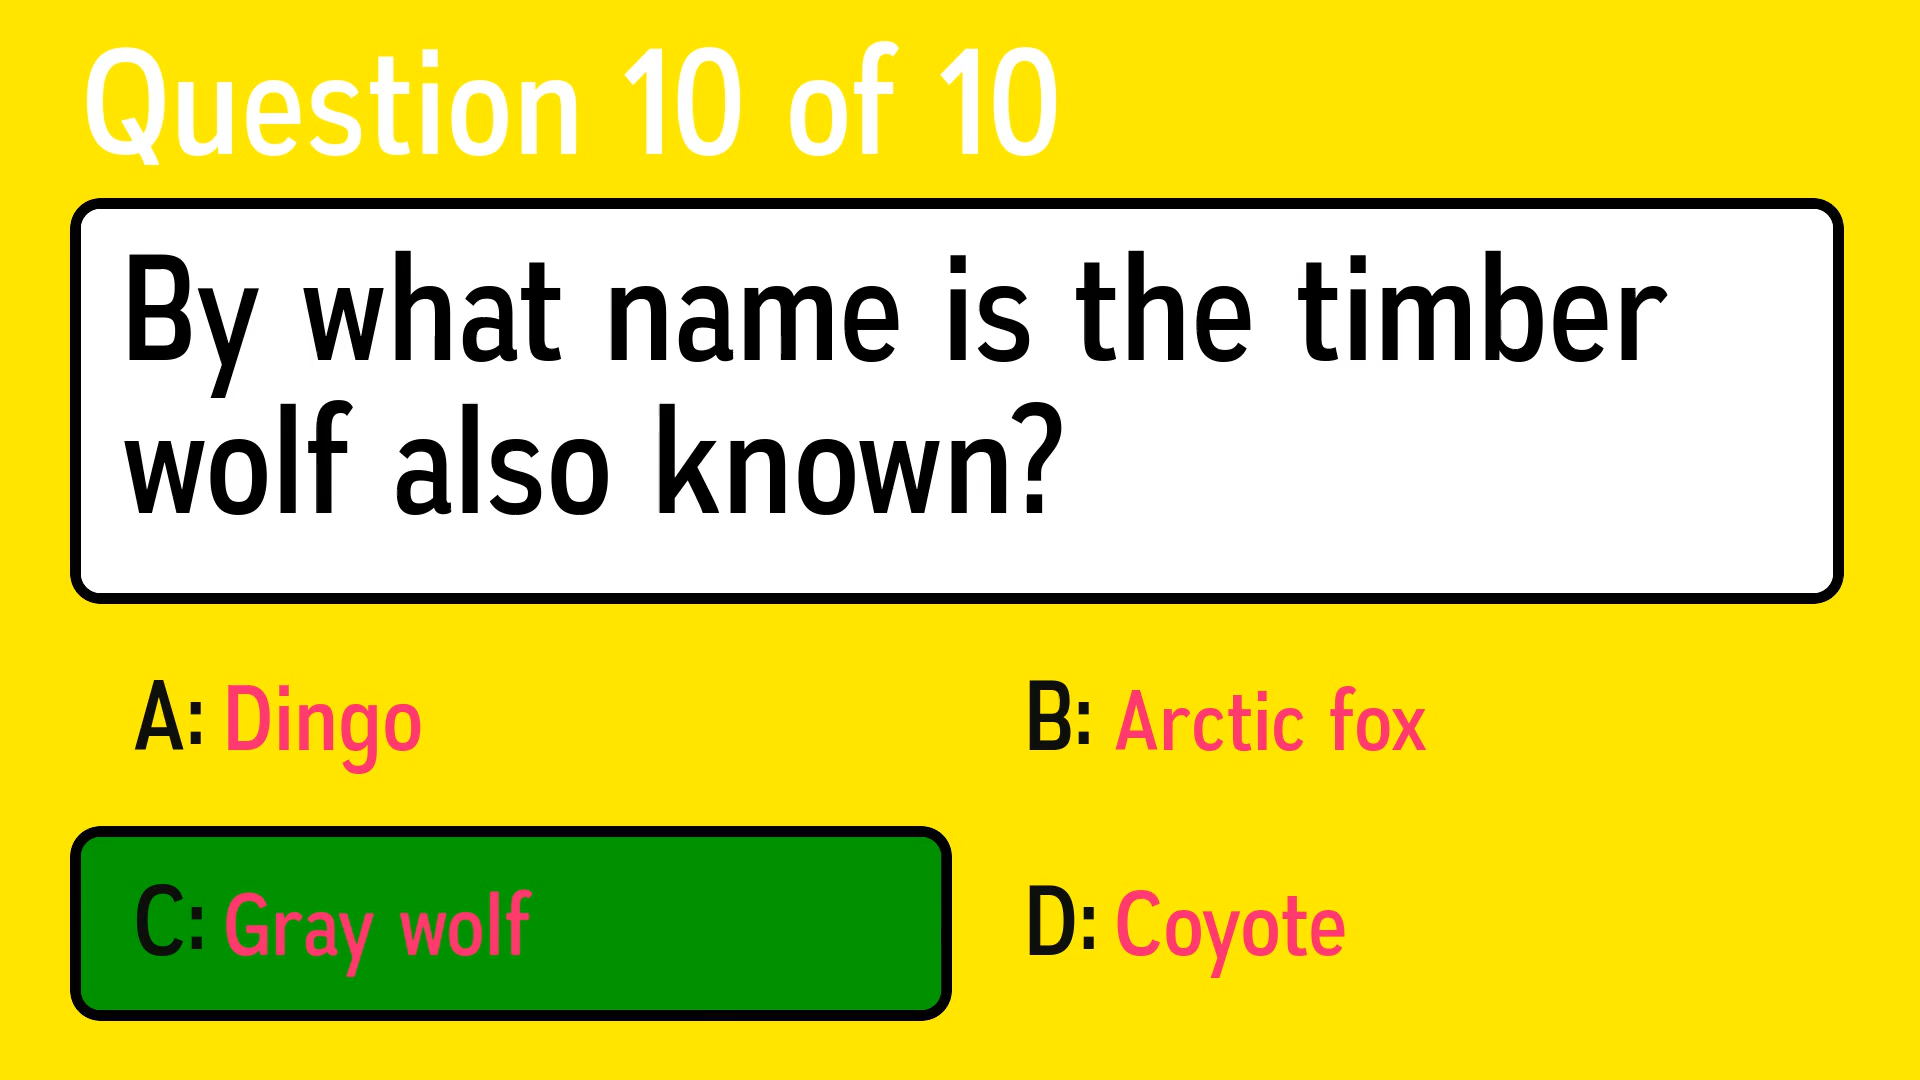 Question 10 of 10
By what name is the timber
wolf also known?
A: Dingo
B: Arctic fox
C: Gray wolf
D: Coyote